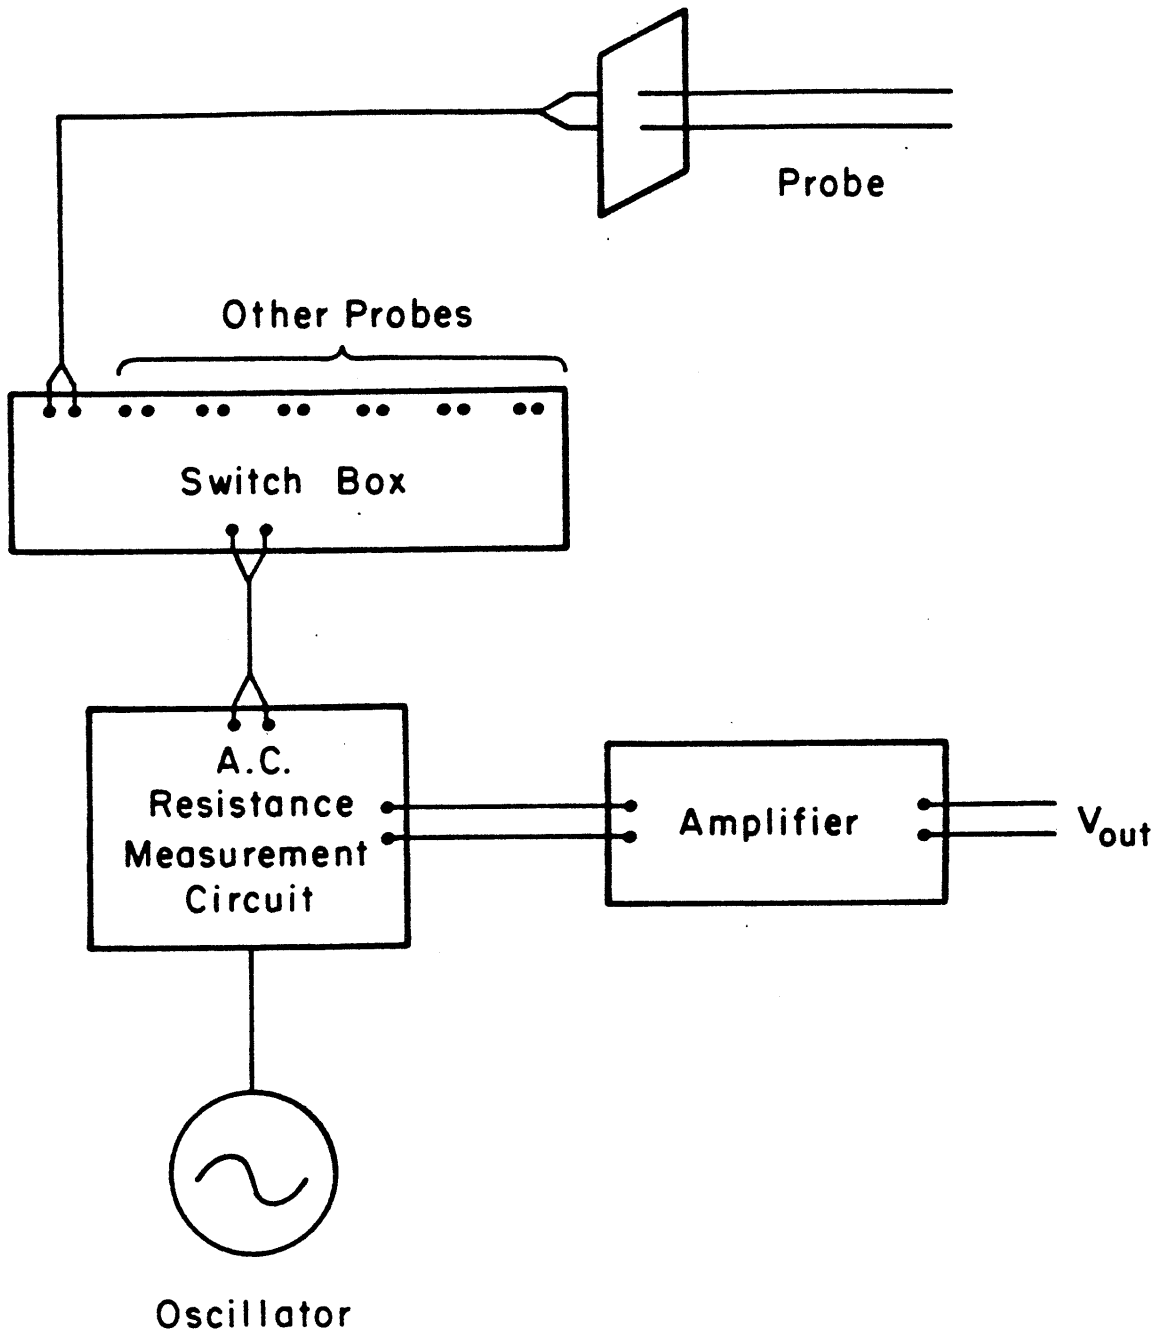 Probe
Other Probes
Switch Box
A.C.
Resistance
Measurement
Circuit
Amplifier
Vout
Oscillator